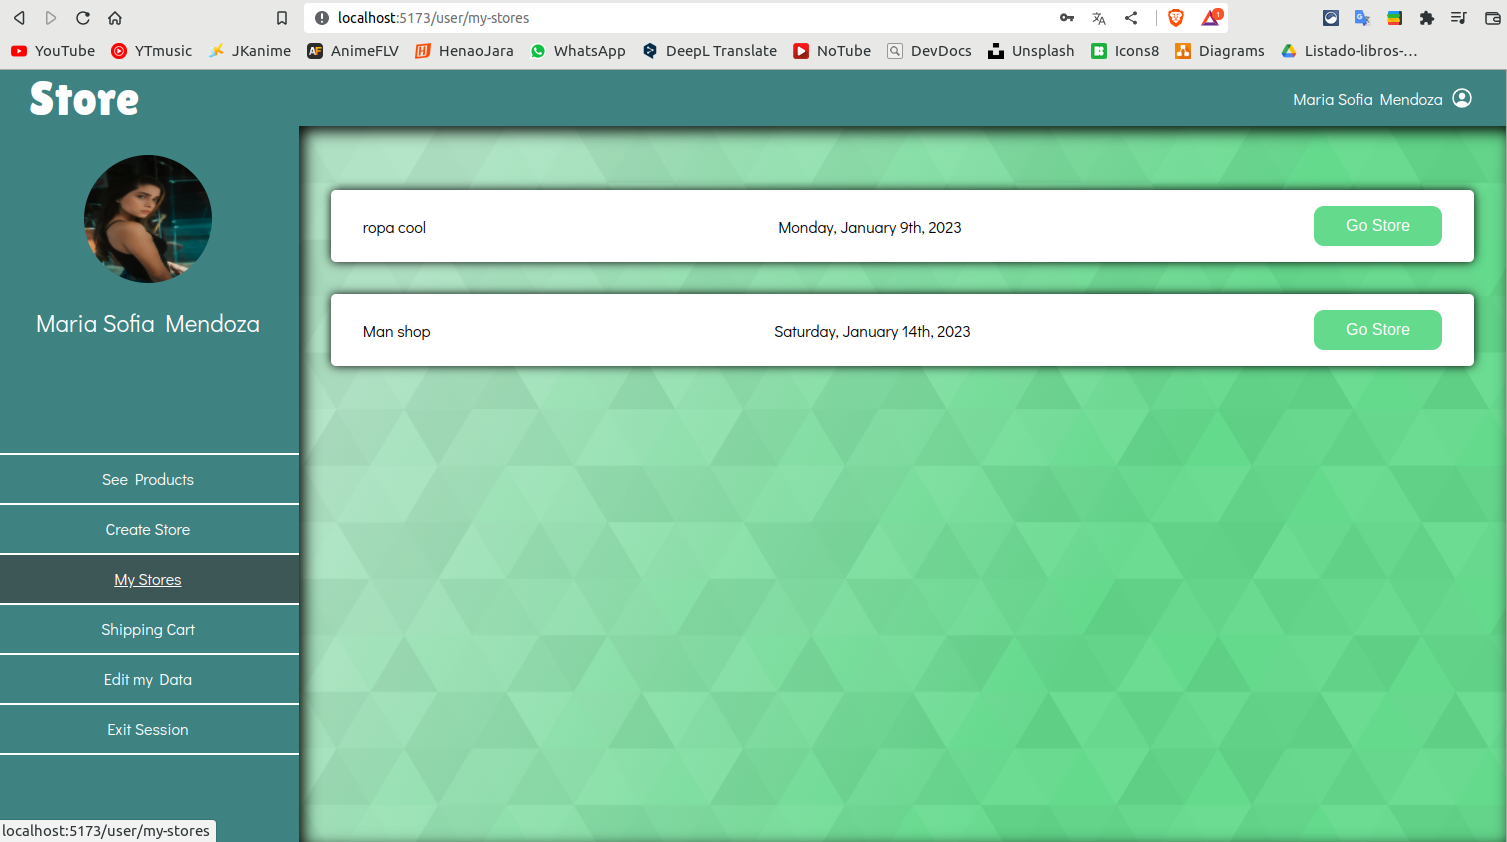 localhost:5173/user/my-stores
1
YouTube YTmusic JKanime AnimeFLV HenaoJara WhatsApp DeepL Translate NoTube DevDocs Unsplash Icons8 Diagrams Listado-libros-...
Store
Maria Sofia Mendoza
Maria Sofia Mendoza
ropa cool Monday, January 9th, 2023 Go Store
Man shop Saturday, January 14th, 2023 Go Store
See Products
Create Store
My Stores
Shipping Cart
Edit my Data
Exit Session
localhost:5173/user/my-stores